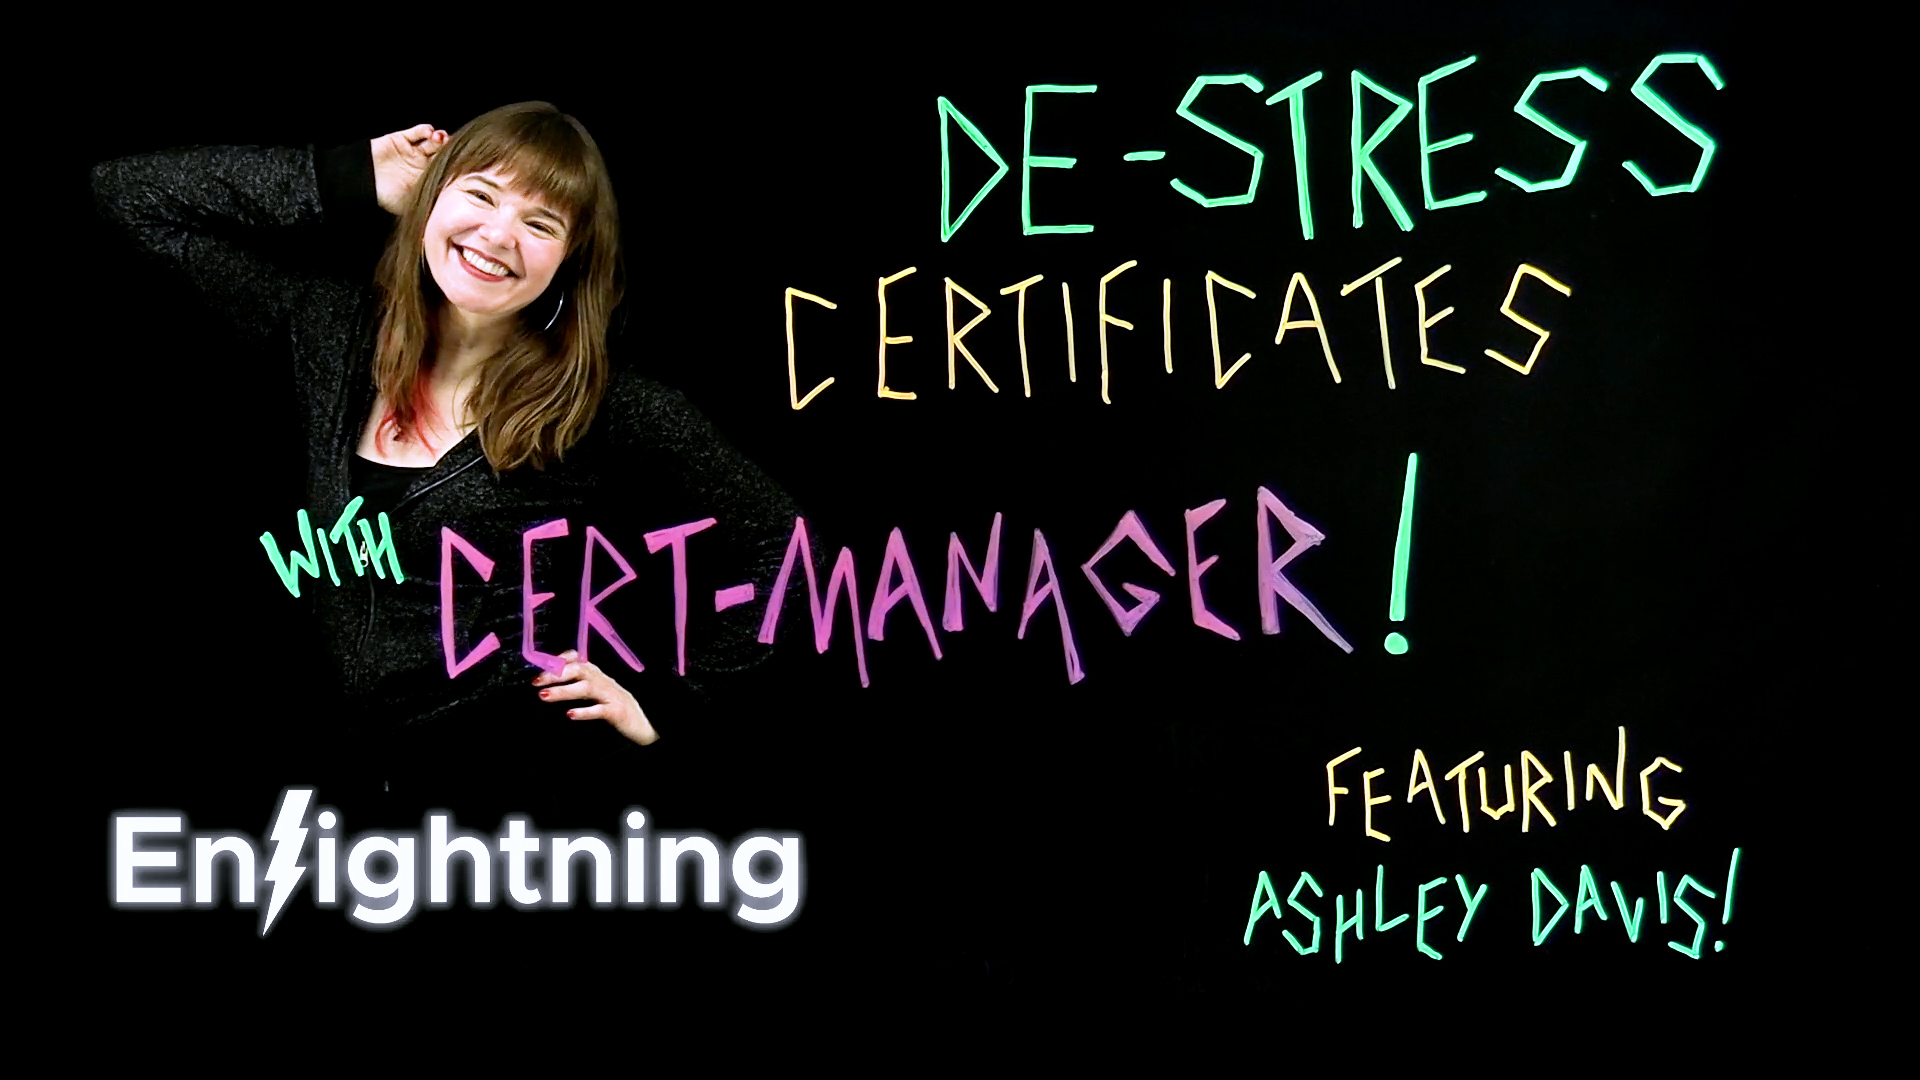 DE-STRESS
CERTIFICATES
WITH CERT-MANAGER!
FEATURING
ASHLEY DAVIS!
Enlightning